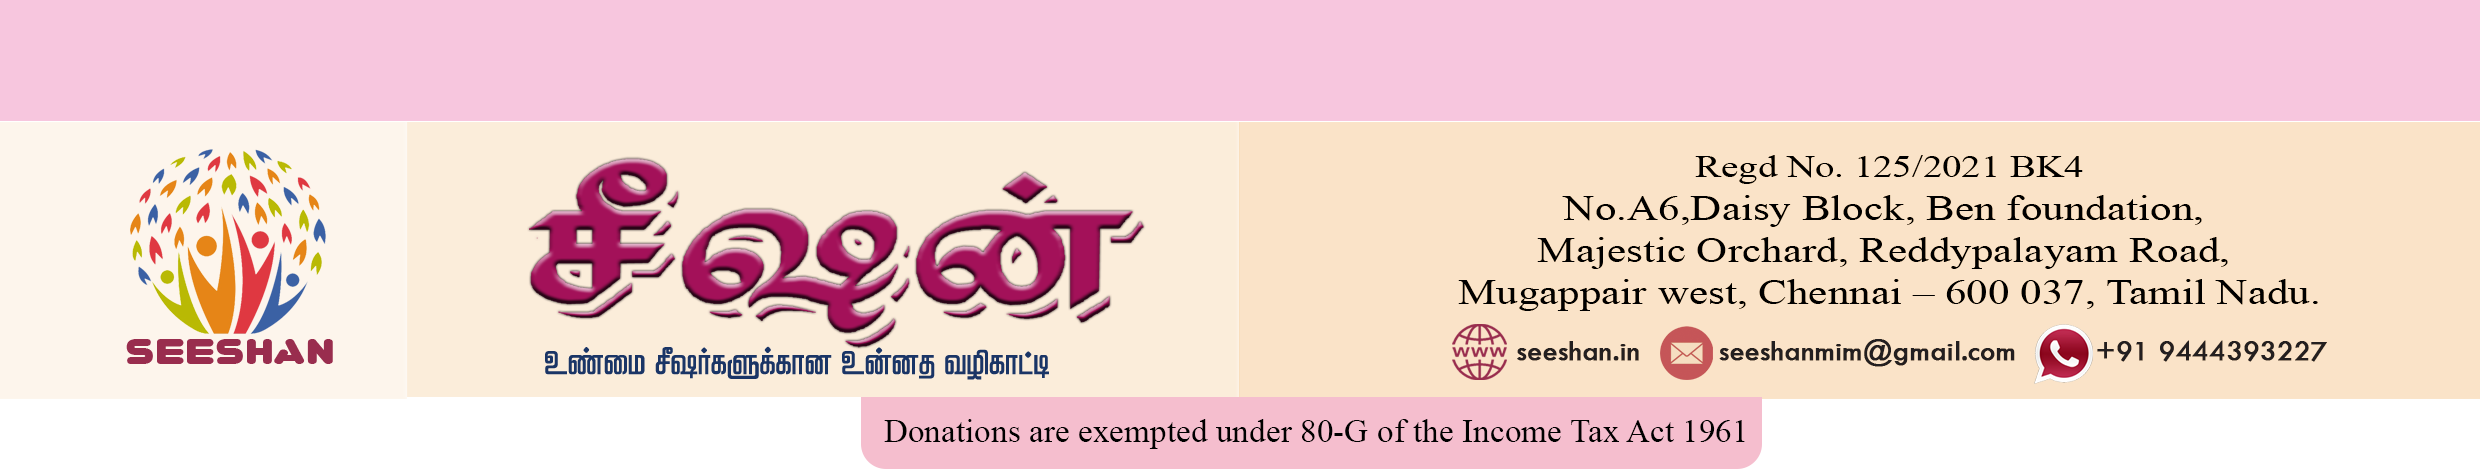 SEESHAN
சீஷன்
உண்மை சீஷர்களுக்கான உன்னத வழிகாட்டி
Regd No. 125/2021 BK4
No.A6,Daisy Block, Ben foundation,
Majestic Orchard, Reddypalayam Road,
Mugappair west, Chennai – 600 037, Tamil Nadu.
www seeshan.in seeshanmim@gmail.com +91 9444393227
Donations are exempted under 80-G of the Income Tax Act 1961